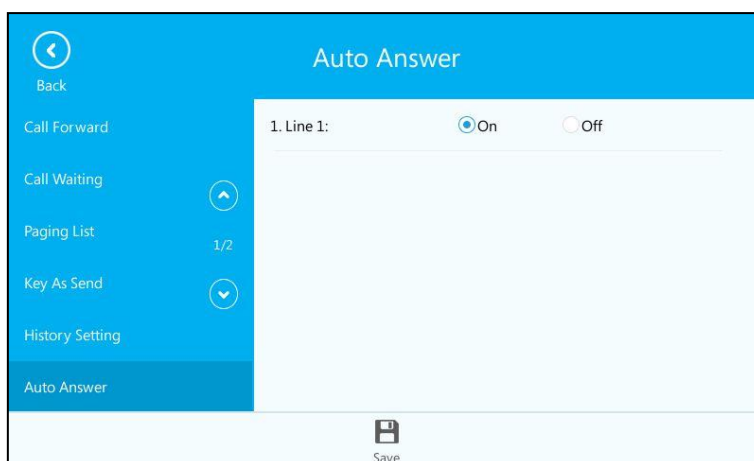 Back
Auto Answer
Call Forward
Call Waiting
Paging List
1/2
Key As Send
History Setting
Auto Answer
1. Line 1: On Off
Save